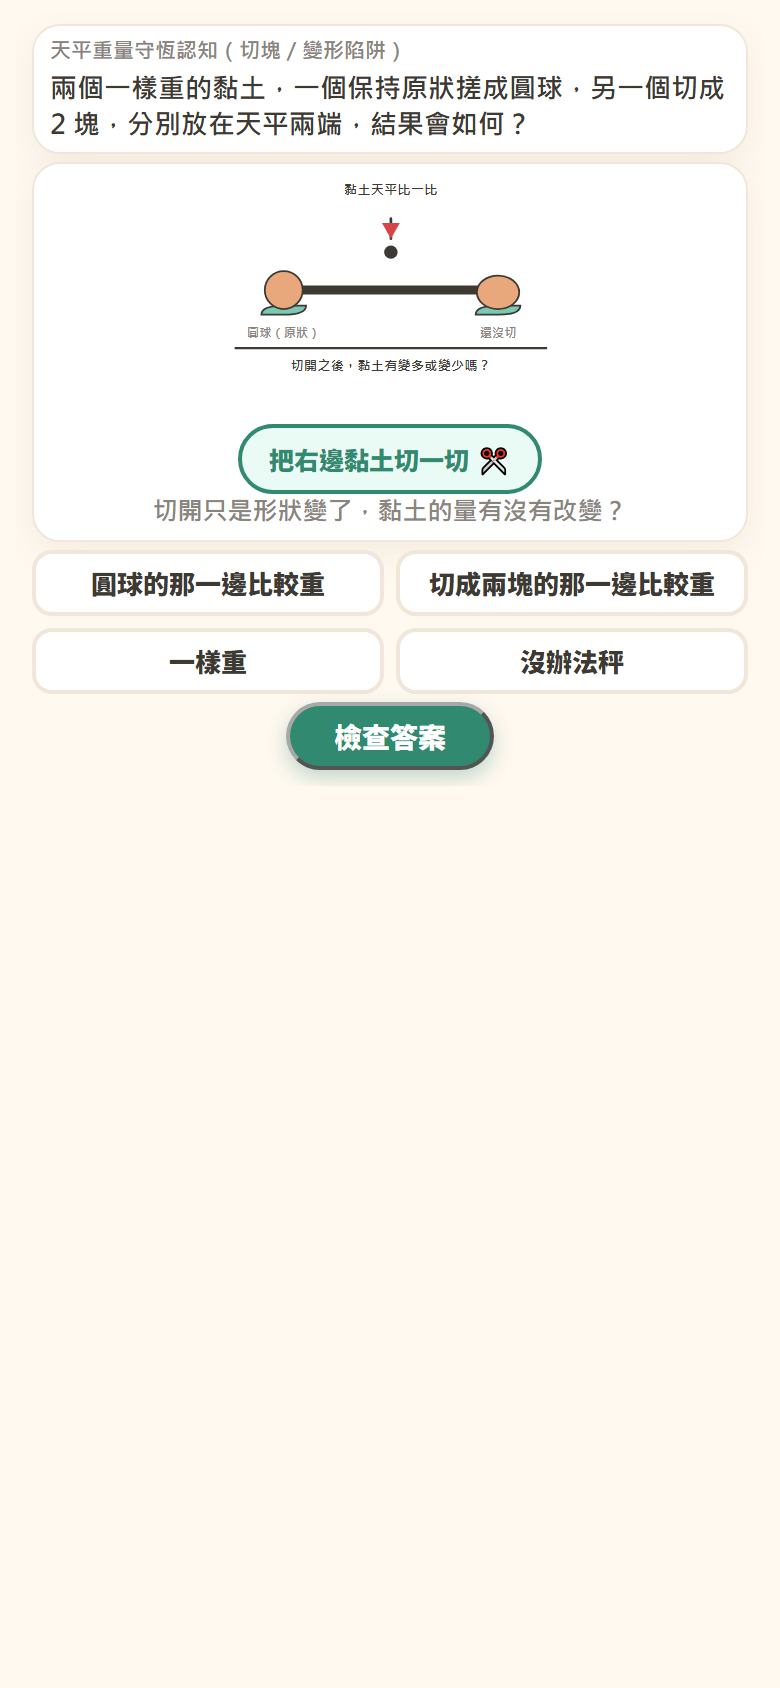 天平重量守恆認知（切塊 / 變形陷阱）
兩個一樣重的黏土，一個保持原狀搓成圓球，另一個切成
2 塊，分別放在天平兩端，結果會如何？
黏土天平比一比
圓球（原狀）
還沒切
切開之後，黏土有變多或變少嗎？
把右邊黏土切一切
切開只是形狀變了，黏土的量有沒有改變？
圓球的那一邊比較重
切成兩塊的那一邊比較重
一樣重
沒辦法秤
檢查答案